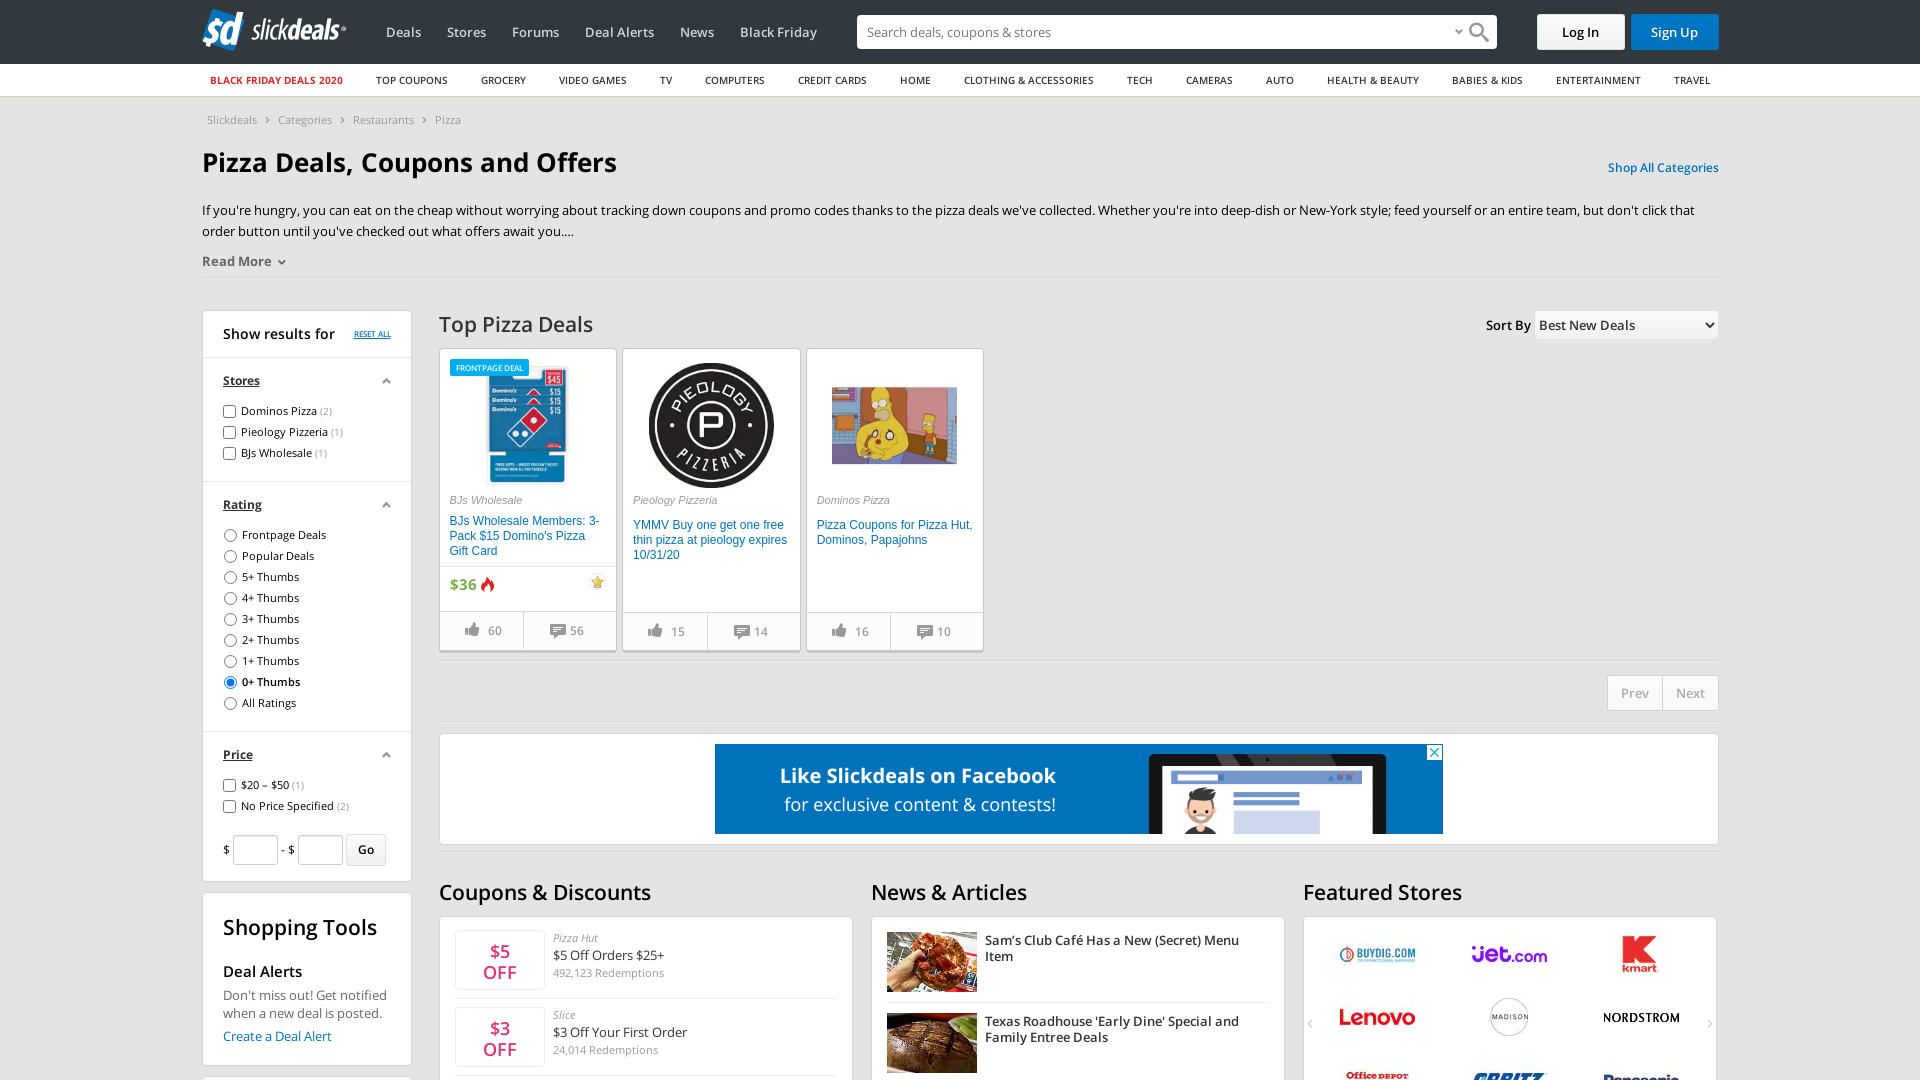 slickdeals
Deals
Stores
Forums
Deal Alerts
News
Black Friday
Search deals, coupons & stores
Log In
Sign Up
BLACK FRIDAY DEALS 2020
TOP COUPONS
GROCERY
VIDEO GAMES
TV
COMPUTERS
CREDIT CARDS
HOME
CLOTHING & ACCESSORIES
TECH
CAMERAS
AUTO
HEALTH & BEAUTY
BABIES & KIDS
ENTERTAINMENT
TRAVEL
Slickdeals > Categories > Restaurants > Pizza
Pizza Deals, Coupons and Offers
Shop All Categories
If you're hungry, you can eat on the cheap without worrying about tracking down coupons and promo codes thanks to the pizza deals we've collected. Whether you're into deep-dish or New-York style; feed yourself or an entire team, but don't click that
order button until you've checked out what offers await you....
Read More
Show results for
RESET ALL
Stores
Dominos Pizza (2)
Pieology Pizzeria (1)
BJs Wholesale (1)
Rating
Frontpage Deals
Popular Deals
5+ Thumbs
4+ Thumbs
3+ Thumbs
2+ Thumbs
1+ Thumbs
0+ Thumbs
All Ratings
Price
$20 – $50 (1)
No Price Specified (2)
$ - $ Go
Shopping Tools
Deal Alerts
Don't miss out! Get notified
when a new deal is posted.
Create a Deal Alert
Top Pizza Deals
Sort By Best New Deals
FRONTPAGE DEAL
$45
Domino's $15
Domino's $15
Domino's $15
BJs Wholesale
BJs Wholesale Members: 3-
Pack $15 Domino's Pizza
Gift Card
$36
60
56
PIEOLOGY
P
PIZZERIA
Pieology Pizzeria
YMMV Buy one get one free
thin pizza at pieology expires
10/31/20
15
14
Dominos Pizza
Pizza Coupons for Pizza Hut,
Dominos, Papajohns
16
10
Prev
Next
Like Slickdeals on Facebook
for exclusive content & contests!
Coupons & Discounts
$5
OFF
Pizza Hut
$5 Off Orders $25+
492,123 Redemptions
$3
OFF
Slice
$3 Off Your First Order
24,014 Redemptions
News & Articles
Sam's Club Café Has a New (Secret) Menu
Item
Texas Roadhouse 'Early Dine' Special and
Family Entree Deals
Featured Stores
BUYDIG.COM
Jet.com
kmart
Lenovo
MADISON
NORDSTROM
Office DEPOT
ORBITZ
Panasonic